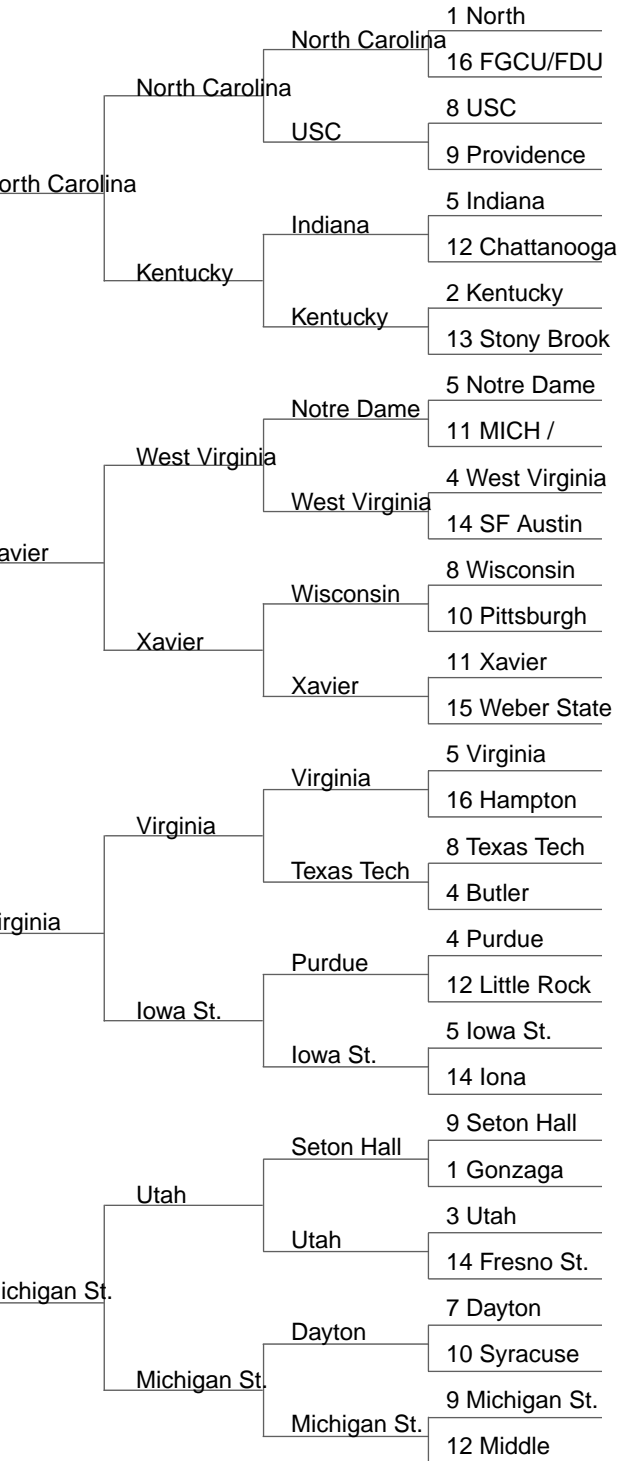 1 North
North Carolina
16 FGCU/FDU
North Carolina
8 USC
USC
9 Providence
orth Carolina
5 Indiana
Indiana
12 Chattanooga
Kentucky
2 Kentucky
Kentucky
13 Stony Brook
5 Notre Dame
Notre Dame
11 MICH /
West Virginia
4 West Virginia
West Virginia
14 SF Austin
avier
8 Wisconsin
Wisconsin
10 Pittsburgh
Xavier
11 Xavier
Xavier
15 Weber State
5 Virginia
Virginia
16 Hampton
Virginia
8 Texas Tech
Texas Tech
4 Butler
irginia
4 Purdue
Purdue
12 Little Rock
Iowa St.
5 Iowa St.
Iowa St.
14 Iona
9 Seton Hall
Seton Hall
1 Gonzaga
Utah
3 Utah
Utah
14 Fresno St.
ichigan St.
7 Dayton
Dayton
10 Syracuse
Michigan St.
9 Michigan St.
Michigan St.
12 Middle